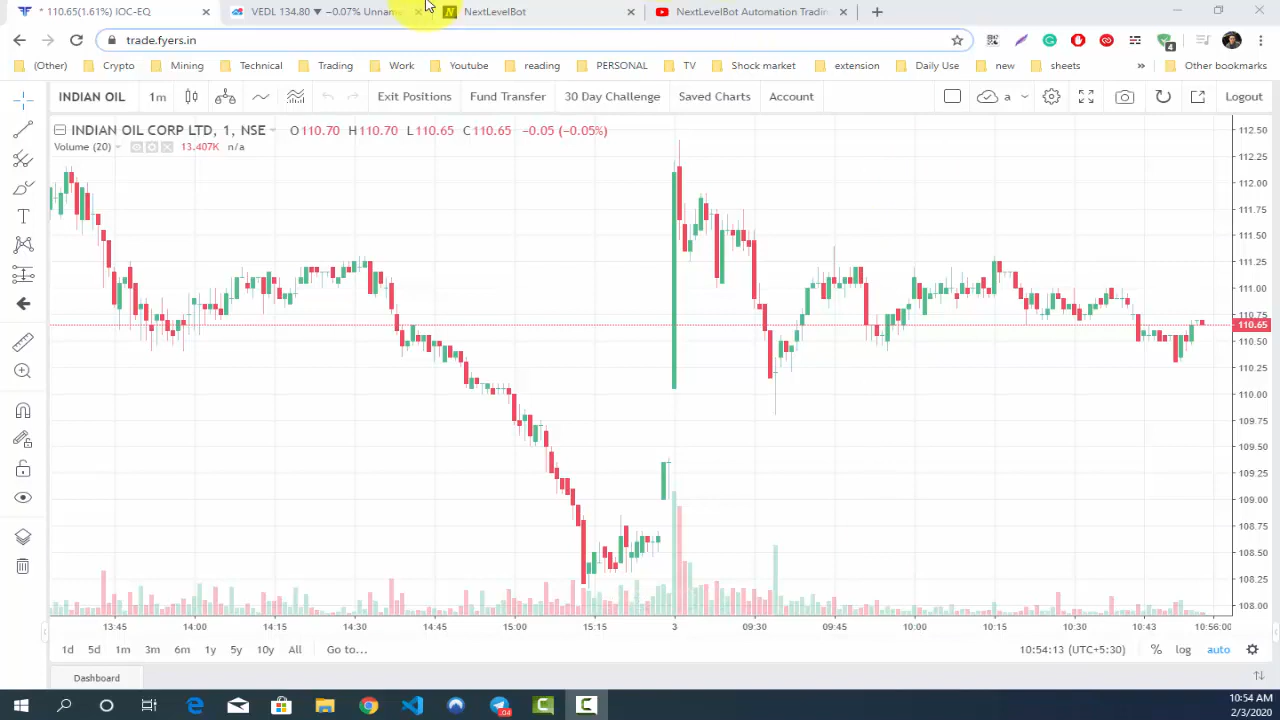 * 110.65(1.61%) IOC-EQ
VEDL 134.80 ▼ −0.07% Unnam
NextLevelBot
NextLevelBot Automation Tradin
trade.fyers.in
4
(Other)
Crypto
Mining
Technical
Trading
Work
Youtube
reading
PERSONAL
TV
Shock market
extension
Daily Use
new
sheets
»
Other bookmarks
INDIAN OIL
1m
Exit Positions
Fund Transfer
30 Day Challenge
Saved Charts
Account
a
Logout
INDIAN OIL CORP LTD, 1, NSE
O110.70 H110.70 L110.65 C110.65 −0.05 (−0.05%)
Volume (20)
13.407K n/a
112.50
112.25
112.00
111.75
111.50
111.25
111.00
110.75
110.65
110.50
110.25
110.00
109.75
109.50
109.25
109.00
108.75
108.50
108.25
108.00
13:45
14:00
14:15
14:30
14:45
15:00
15:15
3
09:30
09:45
10:00
10:15
10:30
10:43
10:56:00
1d
5d
1m
3m
6m
1y
5y
10y
All
Go to...
10:54:13 (UTC+5:30)
%
log
auto
Dashboard
10:54 AM
2/3/2020